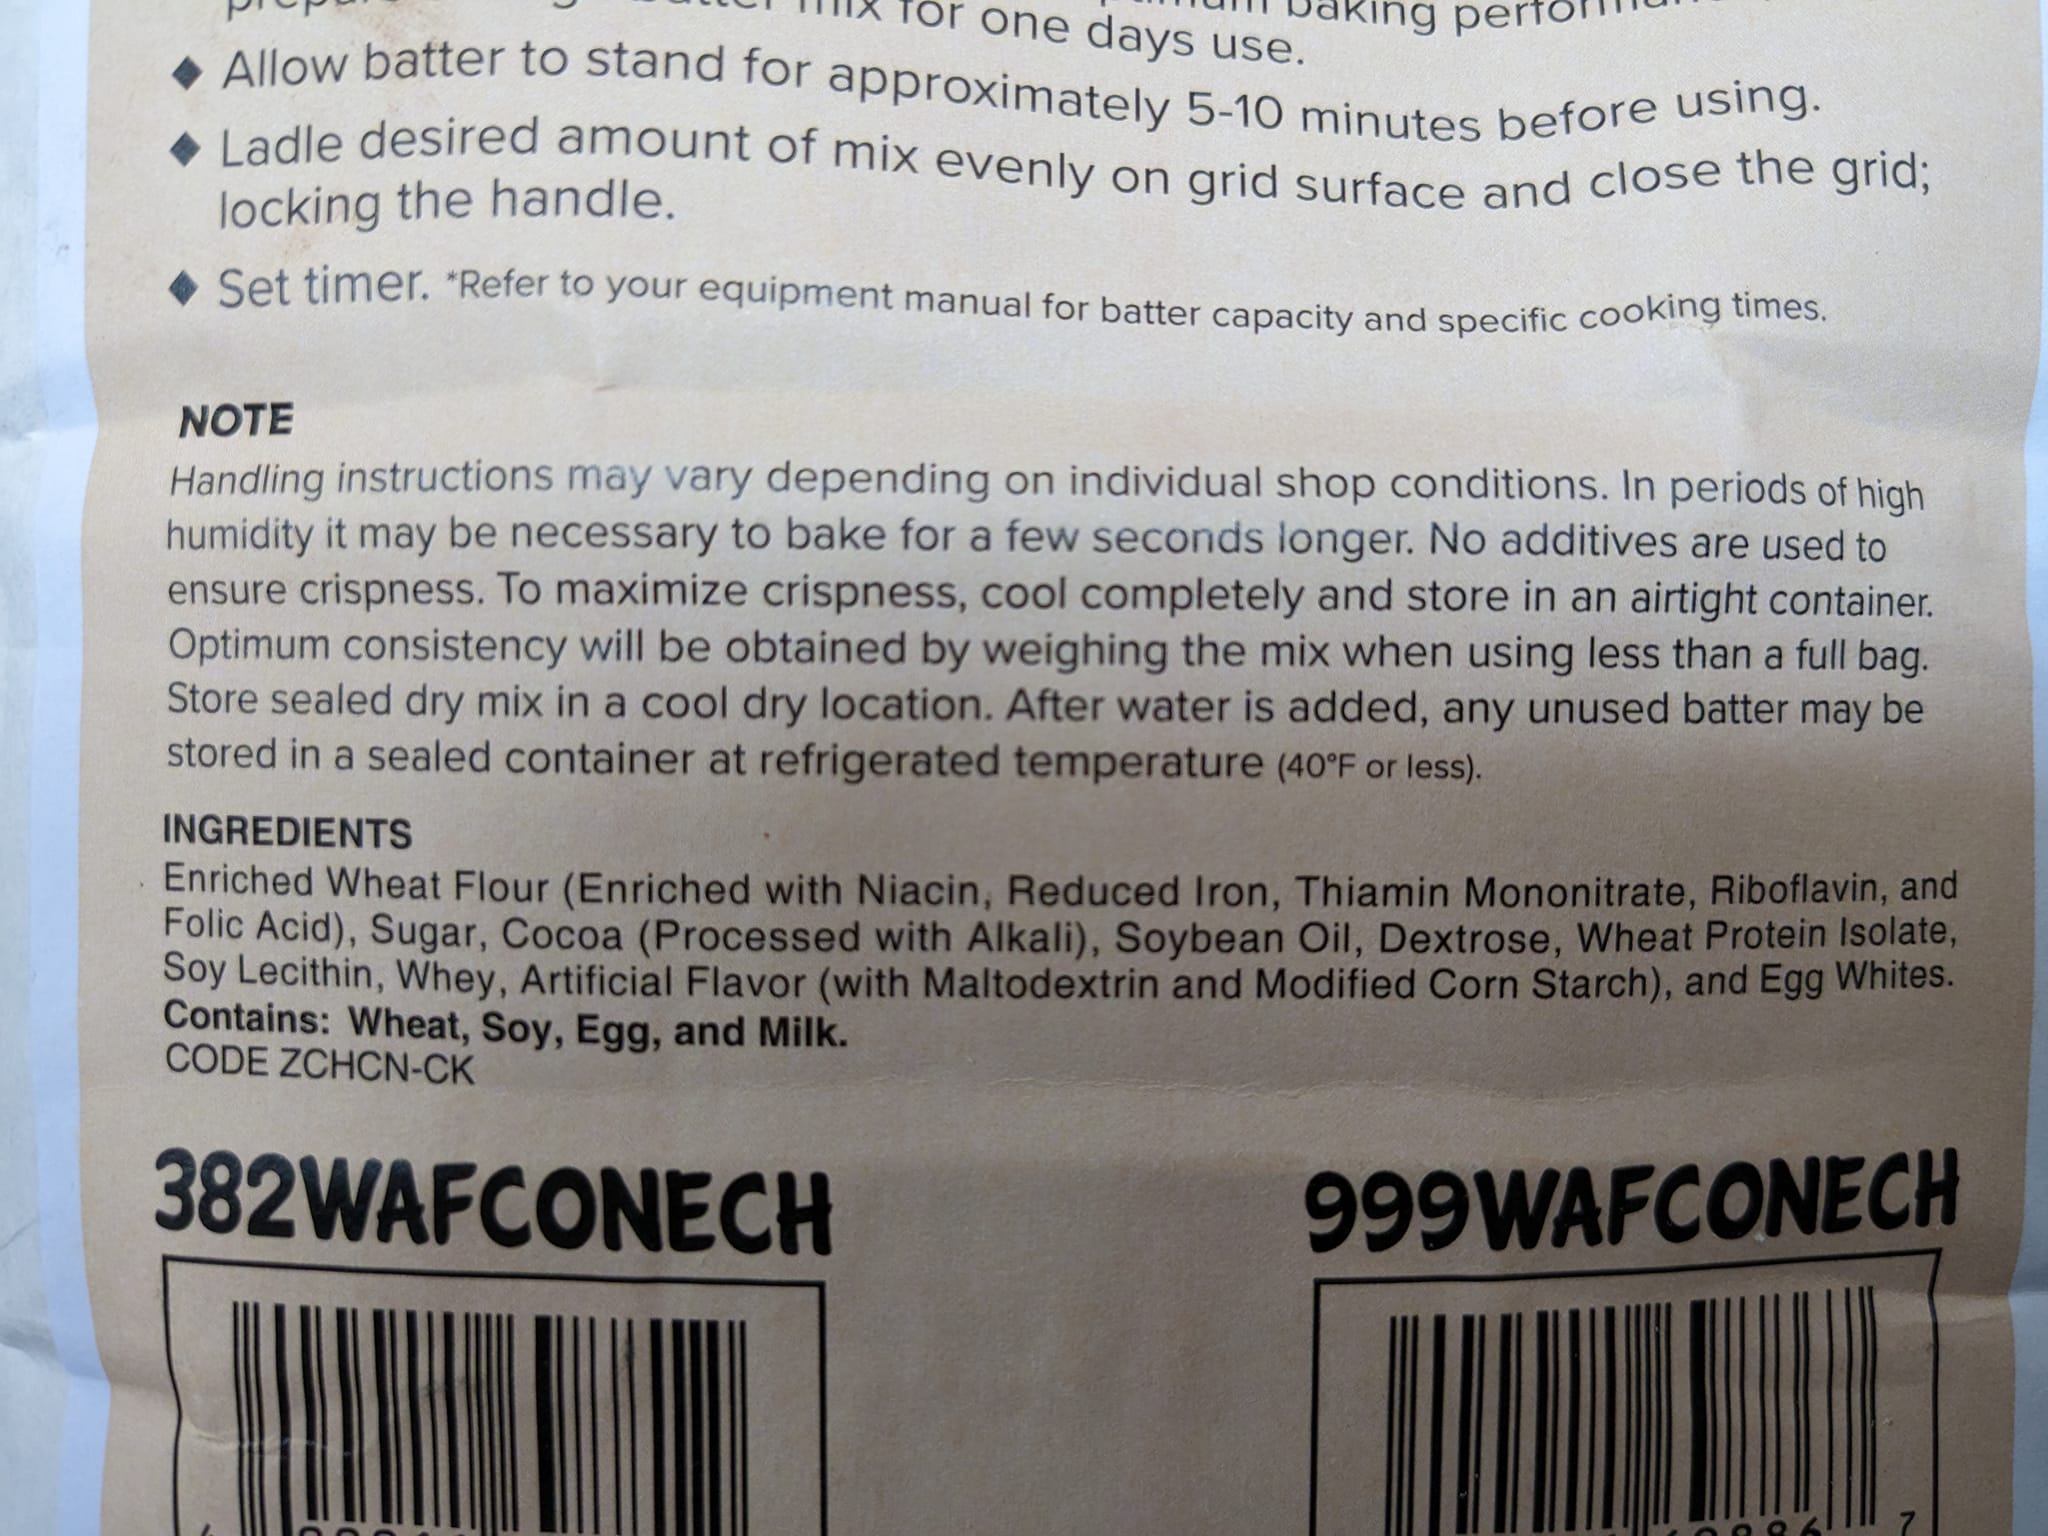 mix for one days use.
◆ Allow batter to stand for approximately 5-10 minutes before using.
◆ Ladle desired amount of mix evenly on grid surface and close the grid;
locking the handle.
◆ Set timer. *Refer to your equipment manual for batter capacity and specific cooking times.
NOTE
Handling instructions may vary depending on individual shop conditions. In periods of high
humidity it may be necessary to bake for a few seconds longer. No additives are used to
ensure crispness. To maximize crispness, cool completely and store in an airtight container.
Optimum consistency will be obtained by weighing the mix when using less than a full bag.
Store sealed dry mix in a cool dry location. After water is added, any unused batter may be
stored in a sealed container at refrigerated temperature (40°F or less).
INGREDIENTS
Enriched Wheat Flour (Enriched with Niacin, Reduced Iron, Thiamin Mononitrate, Riboflavin, and
Folic Acid), Sugar, Cocoa (Processed with Alkali), Soybean Oil, Dextrose, Wheat Protein Isolate,
Soy Lecithin, Whey, Artificial Flavor (with Maltodextrin and Modified Corn Starch), and Egg Whites.
Contains: Wheat, Soy, Egg, and Milk.
CODE ZCHCN-CK
382WAFCONECH
999WAFCONECH